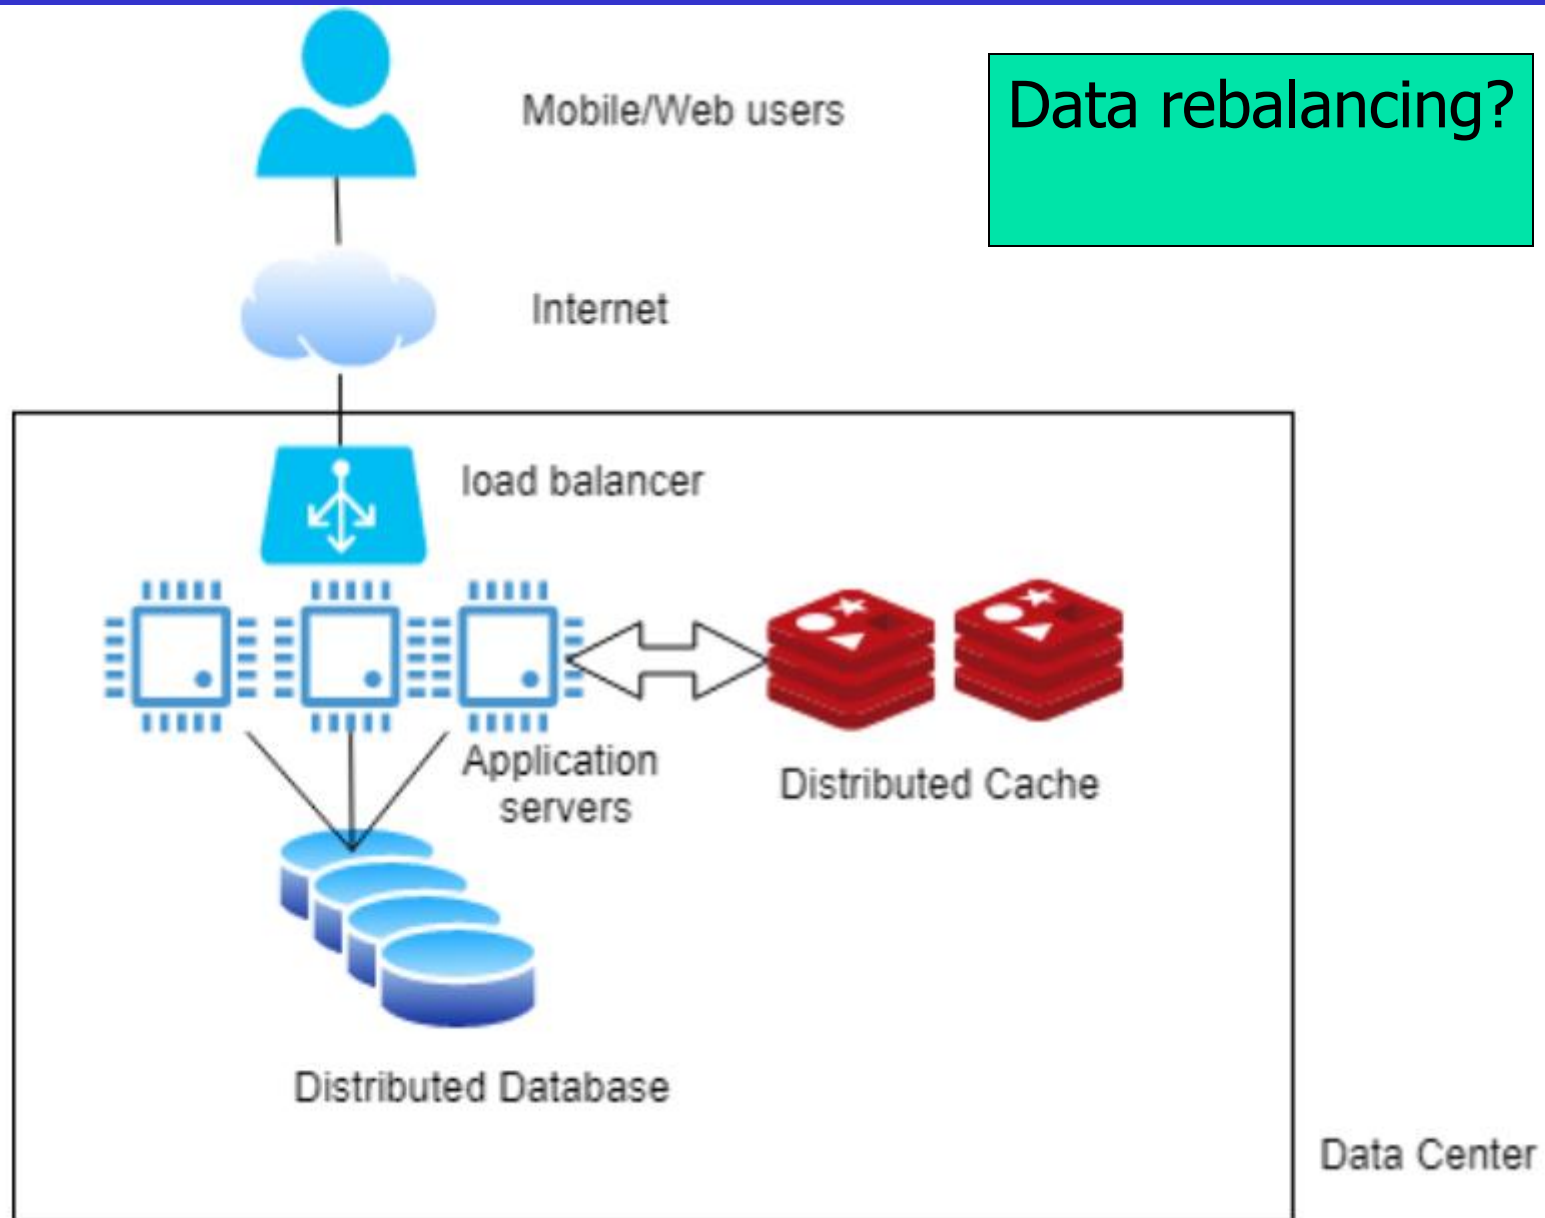 Mobile/Web users
Data rebalancing?
Internet
load balancer
Application
servers
Distributed Cache
Distributed Database
Data Center